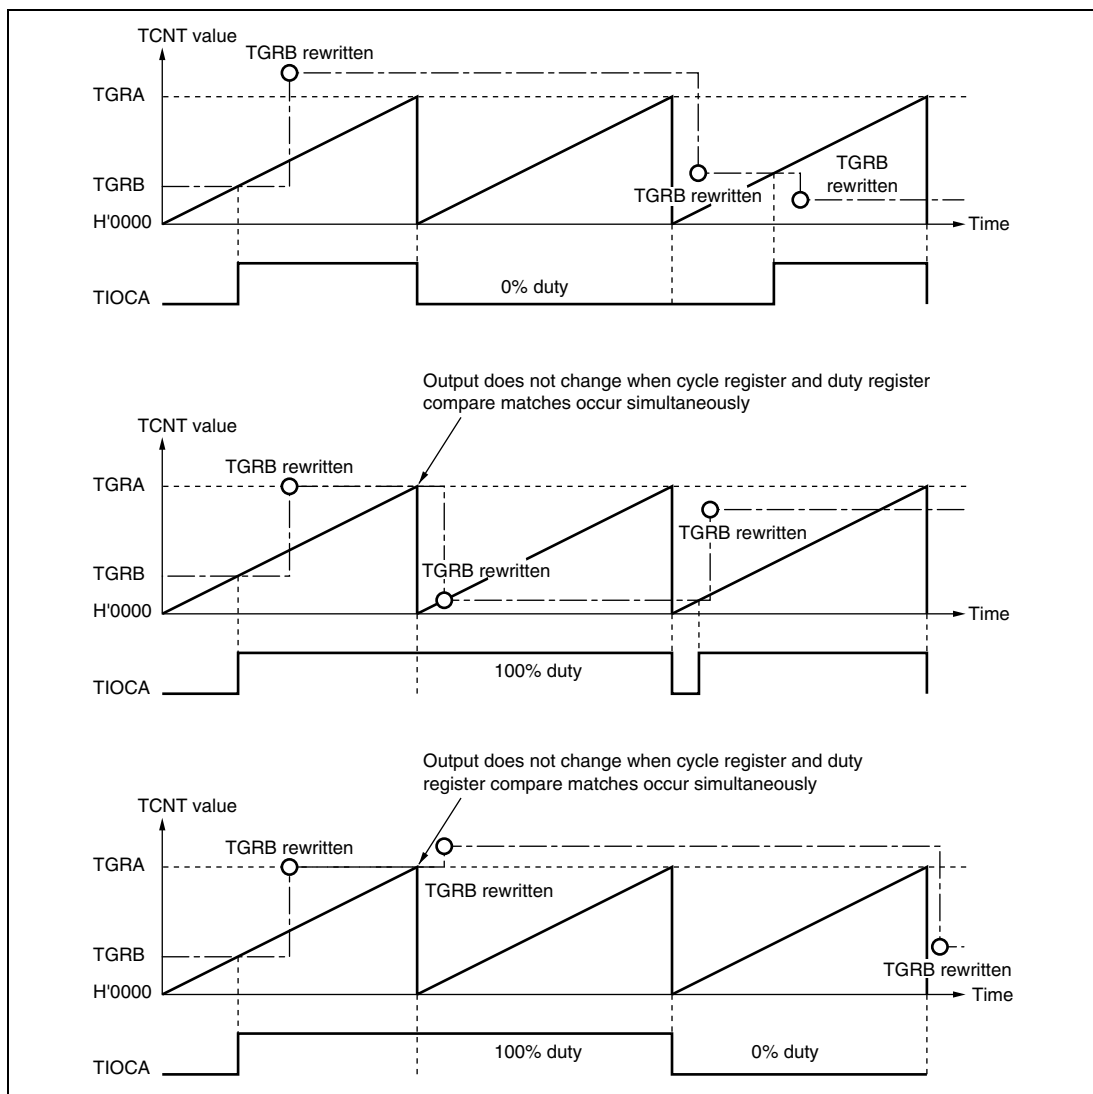 TCNT value
TGRB rewritten
TGRA
TGRB
rewritten
TGRB
TGRB rewritten
H'0000
Time
0% duty
TIOCA
Output does not change when cycle register and duty register
compare matches occur simultaneously
TCNT value
TGRB rewritten
TGRA
TGRB rewritten
TGRB
TGRB rewritten
H'0000
Time
100% duty
TIOCA
Output does not change when cycle register and duty
register compare matches occur simultaneously
TCNT value
TGRB rewritten
TGRA
TGRB rewritten
TGRB
TGRB rewritten
H'0000
Time
100% duty
0% duty
TIOCA